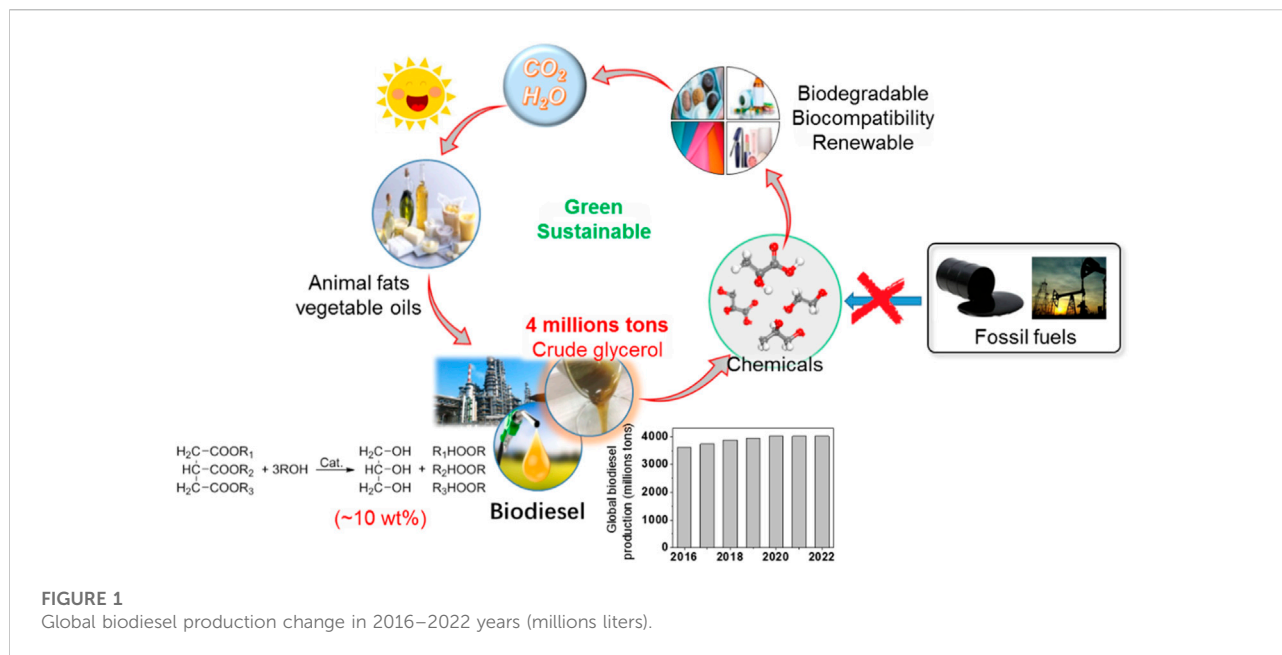 CO2
H2O
Biodegradable
Biocompatibility
Renewable
Green
Sustainable
Animal fats
vegetable oils
4 millions tons
Crude glycerol
Chemicals
Fossil fuels
H2C-COOR1
HC-COOR2 + 3ROH
H2C-COOR3
Cat.
H2C-OH
HC-OH +
H2C-OH
R1HOOR
R2HOOR
R3HOOR
(~10 wt%)
Biodiesel
Global biodiesel
production (millions tons)
4000
3000
2000
1000
0
2016 2018 2020 2022
FIGURE 1
Global biodiesel production change in 2016–2022 years (millions liters).